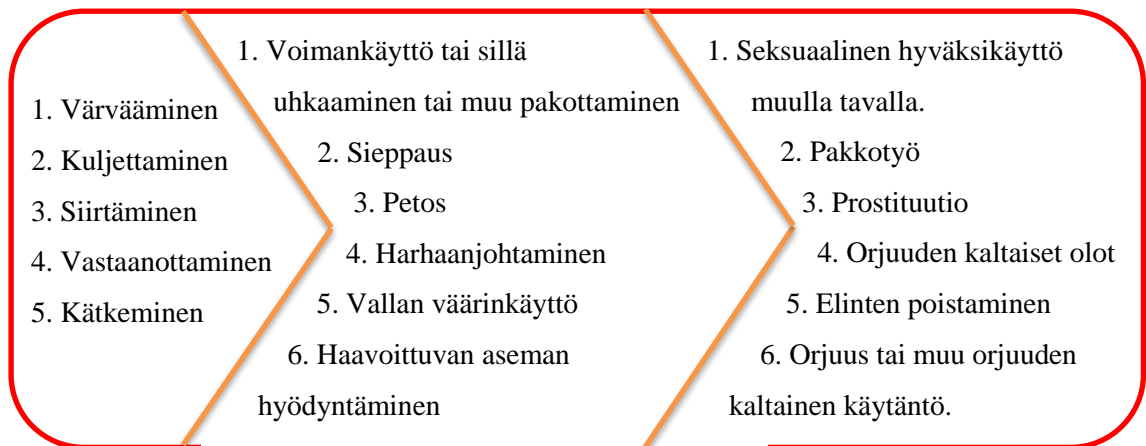 1. Värvääminen
2. Kuljettaminen
3. Siirtäminen
4. Vastaanottaminen
5. Kätkeminen
1. Voimankäyttö tai sillä
uhkaaminen tai muu pakottaminen
2. Sieppaus
3. Petos
4. Harhaanjohtaminen
5. Vallan väärinkäyttö
6. Haavoittuvan aseman
hyödyntäminen
1. Seksuaalinen hyväksikäyttö
muulla tavalla.
2. Pakkotyö
3. Prostituutio
4. Orjuuden kaltaiset olot
5. Elinten poistaminen
6. Orjuus tai muu orjuuden
kaltainen käytäntö.